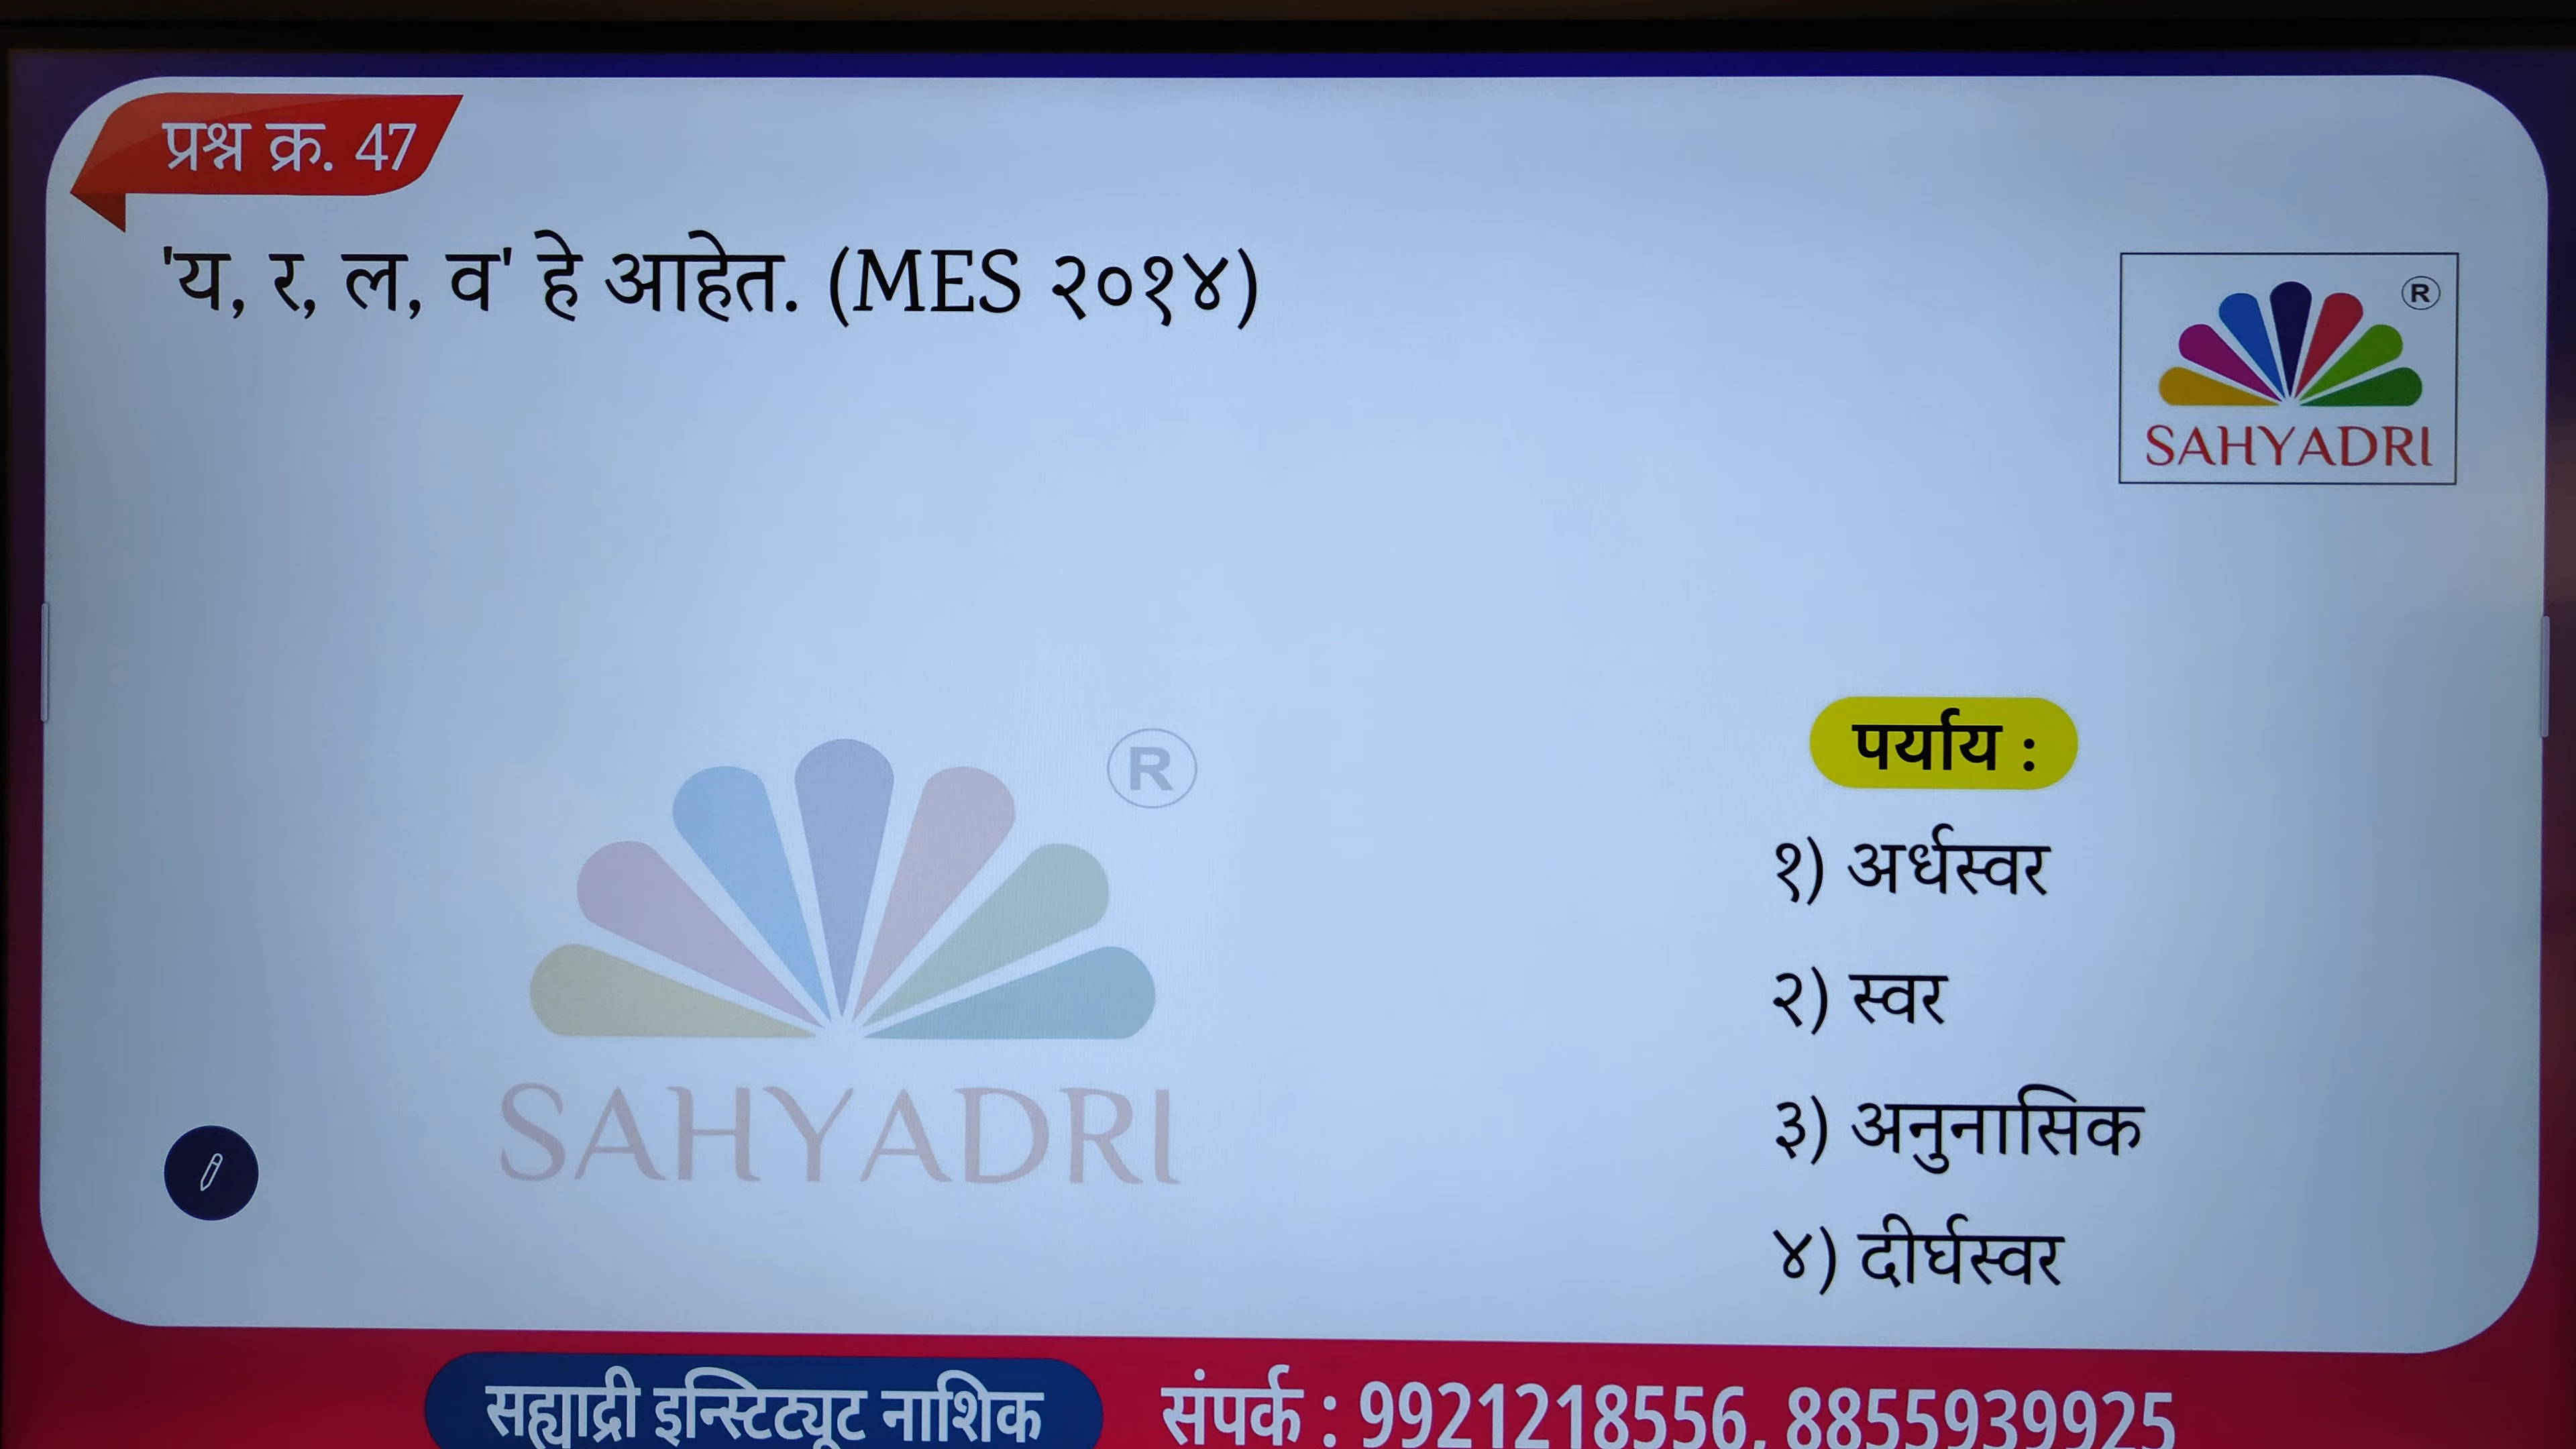 प्रश्न क्र. 47
'य, र, ल, व' हे आहेत. (MES २०१४)
®
SAHYADRI
पर्याय :
१) अर्धस्वर
२) स्वर
३) अनुनासिक
४) दीर्घस्वर
®
SAHYADRI
सह्याद्री इन्स्टिट्यूट नाशिक संपर्क : 9921218556, 8855939925